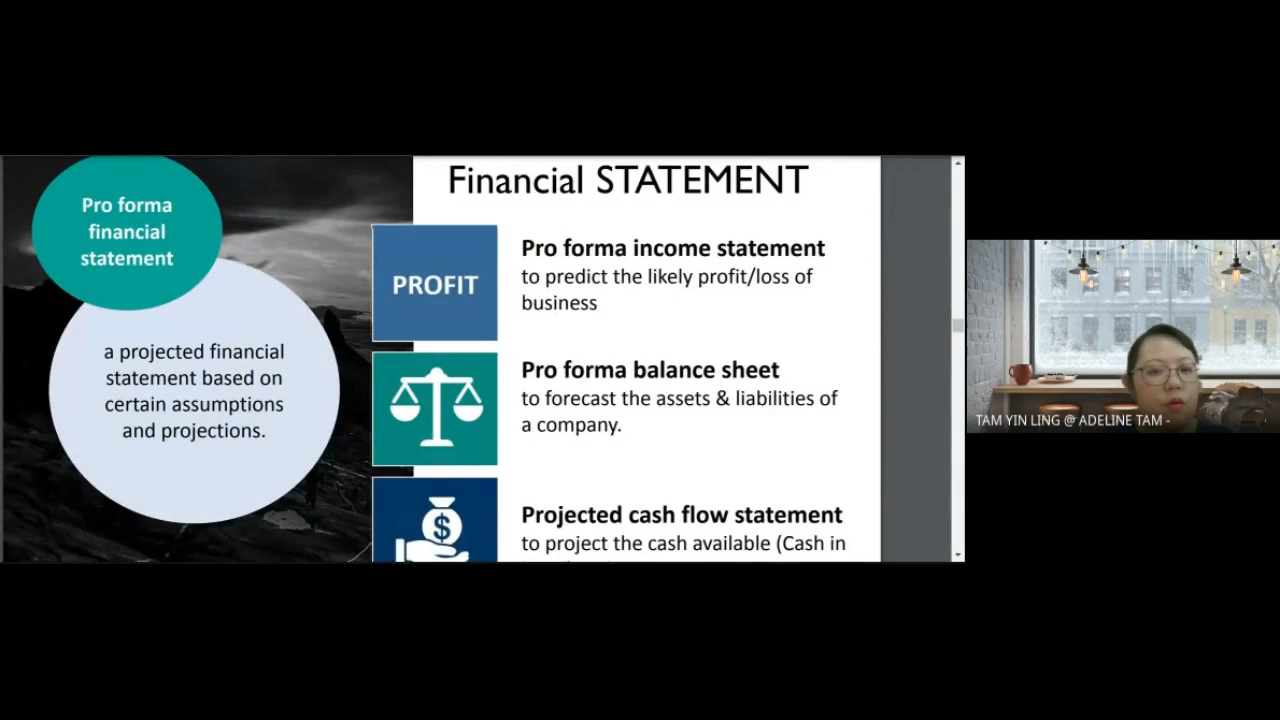 Financial STATEMENT
Pro forma
financial
statement
a projected financial
statement based on
certain assumptions
and projections.
PROFIT
Pro forma income statement
to predict the likely profit/loss of
business
Pro forma balance sheet
to forecast the assets & liabilities of
a company.
$
Projected cash flow statement
to project the cash available (Cash in
TAM YIN LING @ ADELINE TAM -